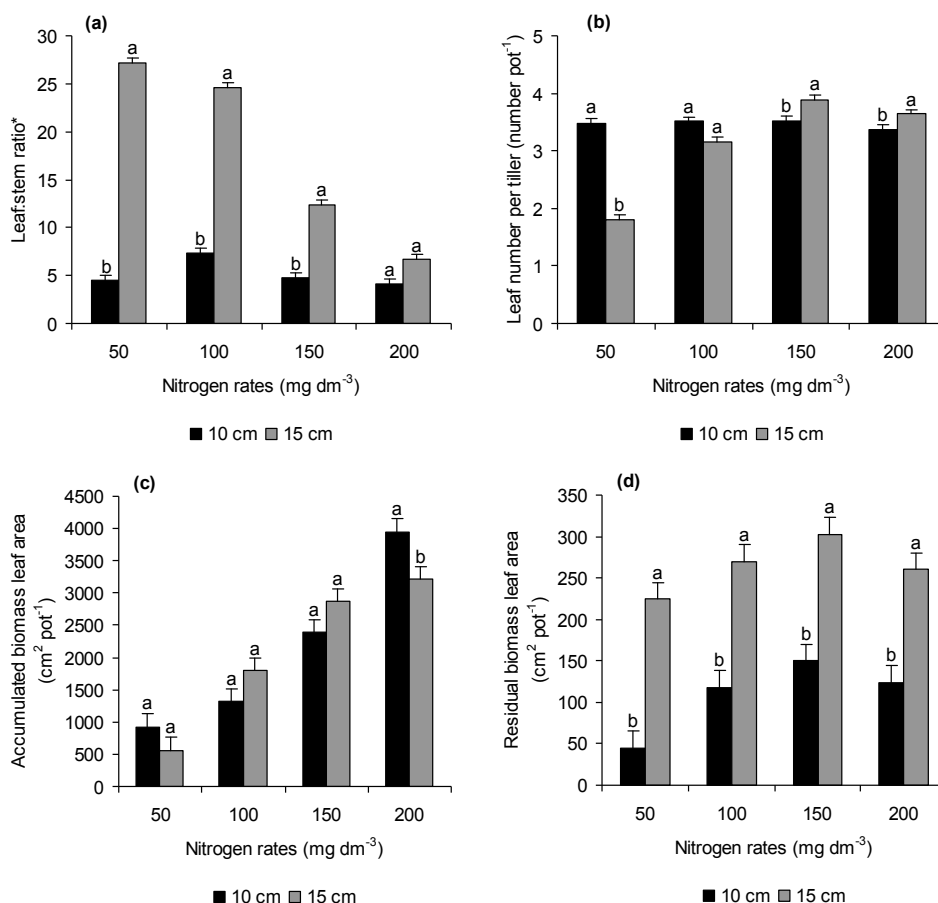 (a)
Leaf:stem ratio*
30
25
20
15
10
5
0
b a b a b a a a
50 100 150 200
Nitrogen rates (mg dm⁻³)
10 cm 15 cm
(b)
Leaf number per tiller (number pot⁻¹)
5
4
3
2
1
0
a b a a b a b a
50 100 150 200
Nitrogen rates (mg dm⁻³)
10 cm 15 cm
(c)
Accumulated biomass leaf area
(cm² pot⁻¹)
4500
4000
3500
3000
2500
2000
1500
1000
500
0
a a a a a a a b
50 100 150 200
Nitrogen rates (mg dm⁻³)
10 cm 15 cm
(d)
Residual biomass leaf area
(cm² pot⁻¹)
350
300
250
200
150
100
50
0
b a b a b a b a
50 100 150 200
Nitrogen rates (mg dm⁻³)
10 cm 15 cm